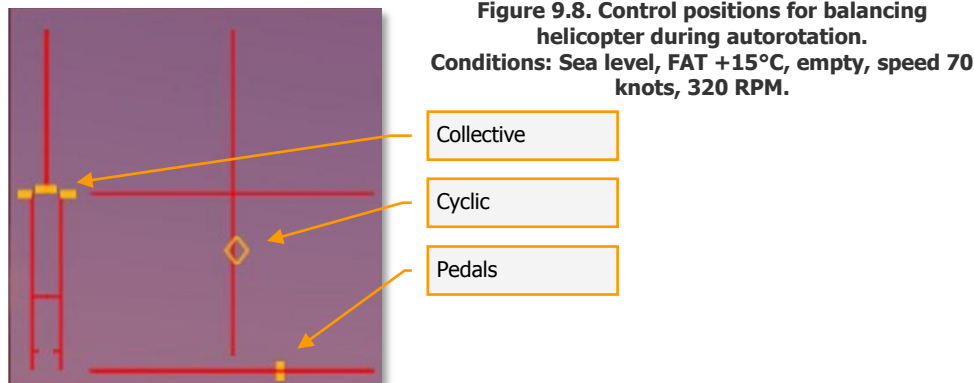 Figure 9.8. Control positions for balancing
helicopter during autorotation.
Conditions: Sea level, FAT +15°C, empty, speed 70
knots, 320 RPM.
Collective
Cyclic
Pedals